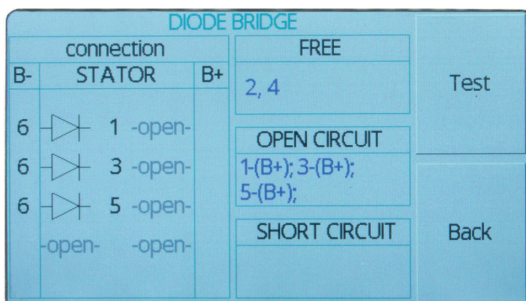 DIODE BRIDGE
connection
B- STATOR B+
6 1 -open-
6 3 -open-
6 5 -open-
-open- -open-
FREE
2, 4
OPEN CIRCUIT
1-(B+); 3-(B+);
5-(B+);
SHORT CIRCUIT
Test
Back